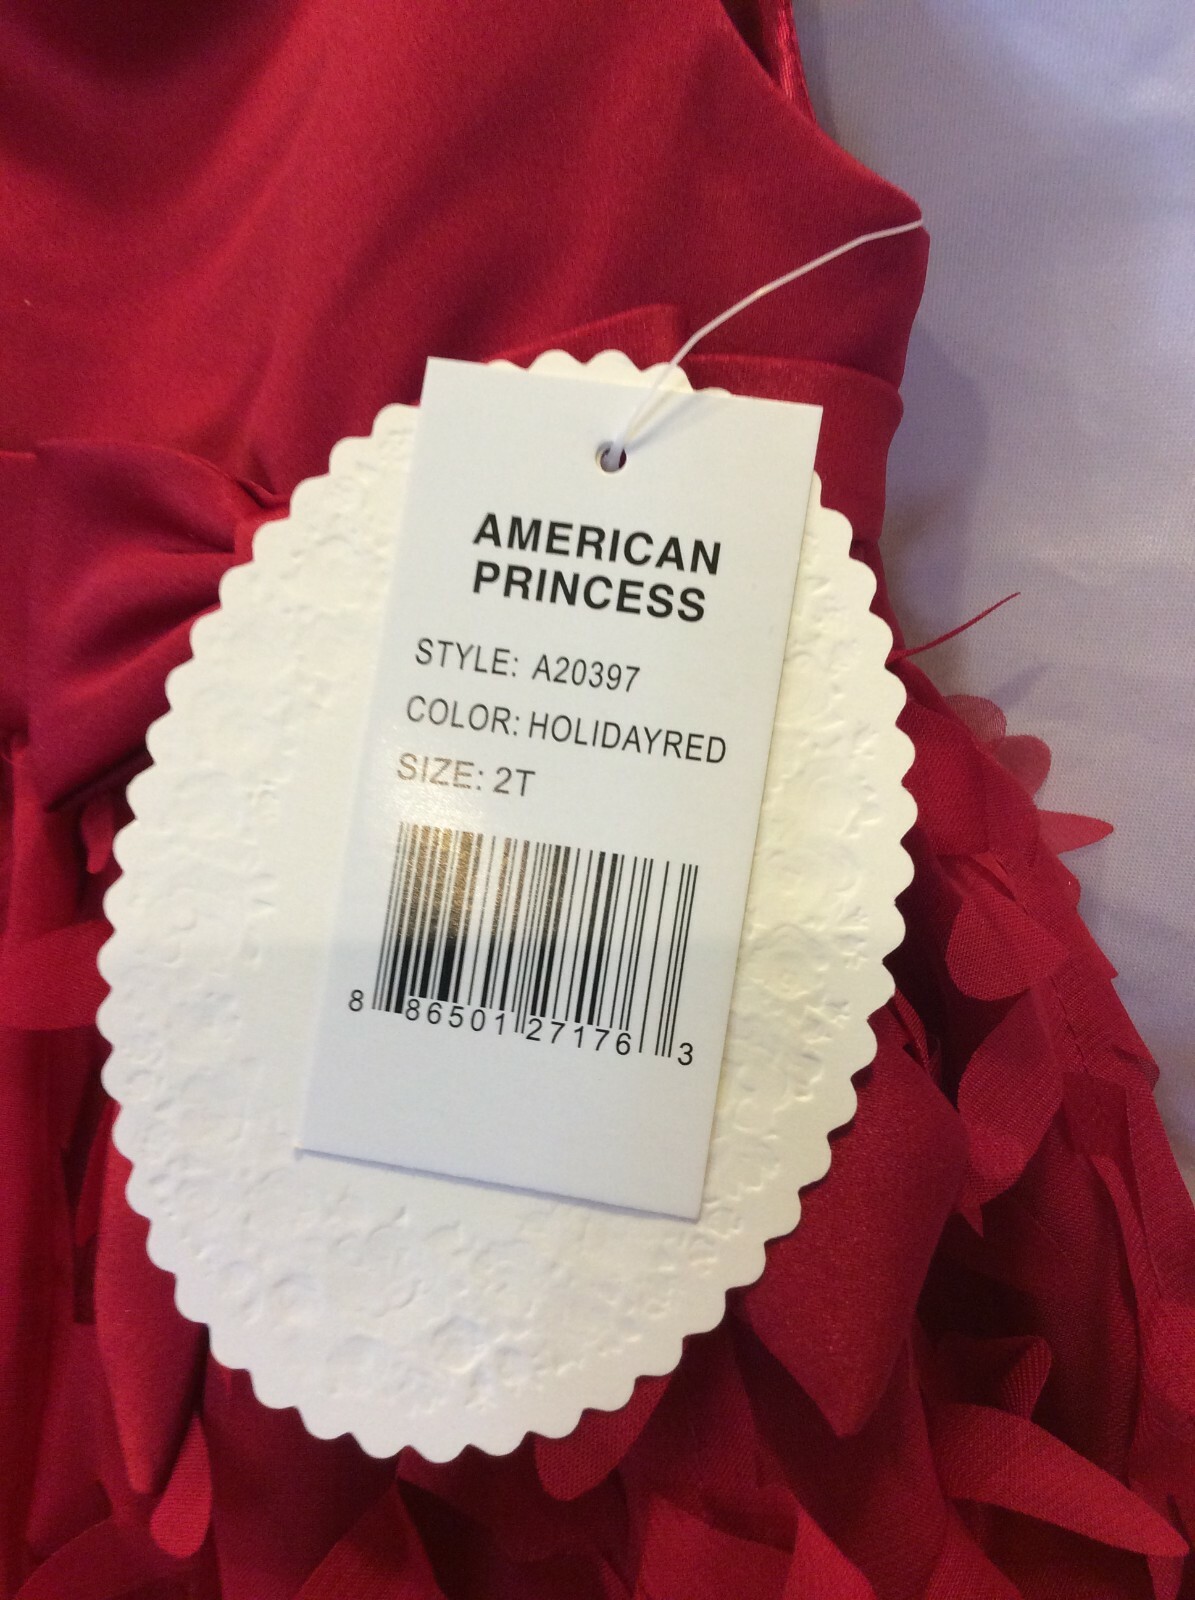 AMERICAN
PRINCESS
STYLE: A20397
COLOR: HOLIDAYRED
SIZE: 2T
8 86501 27176 3